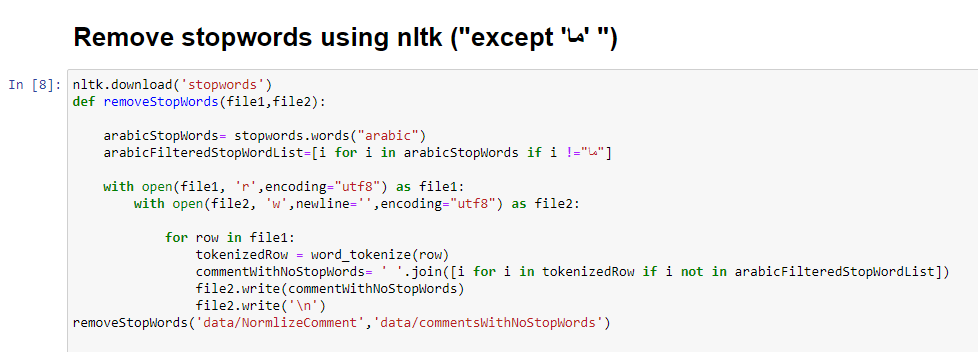 Remove stopwords using nltk ("except 'ما' ")
In [8]:
nltk.download('stopwords')
def removeStopWords(file1,file2):
arabicStopWords= stopwords.words("arabic")
arabicFilteredStopWordList=[i for i in arabicStopWords if i !="ما"]
with open(file1, 'r',encoding="utf8") as file1:
with open(file2, 'w',newline='',encoding="utf8") as file2:
for row in file1:
tokenizedRow = word_tokenize(row)
commentWithNoStopWords= ' '.join([i for i in tokenizedRow if i not in arabicFilteredStopWordList])
file2.write(commentWithNoStopWords)
file2.write('\n')
removeStopWords('data/NormlizeComment','data/commentsWithNoStopWords')